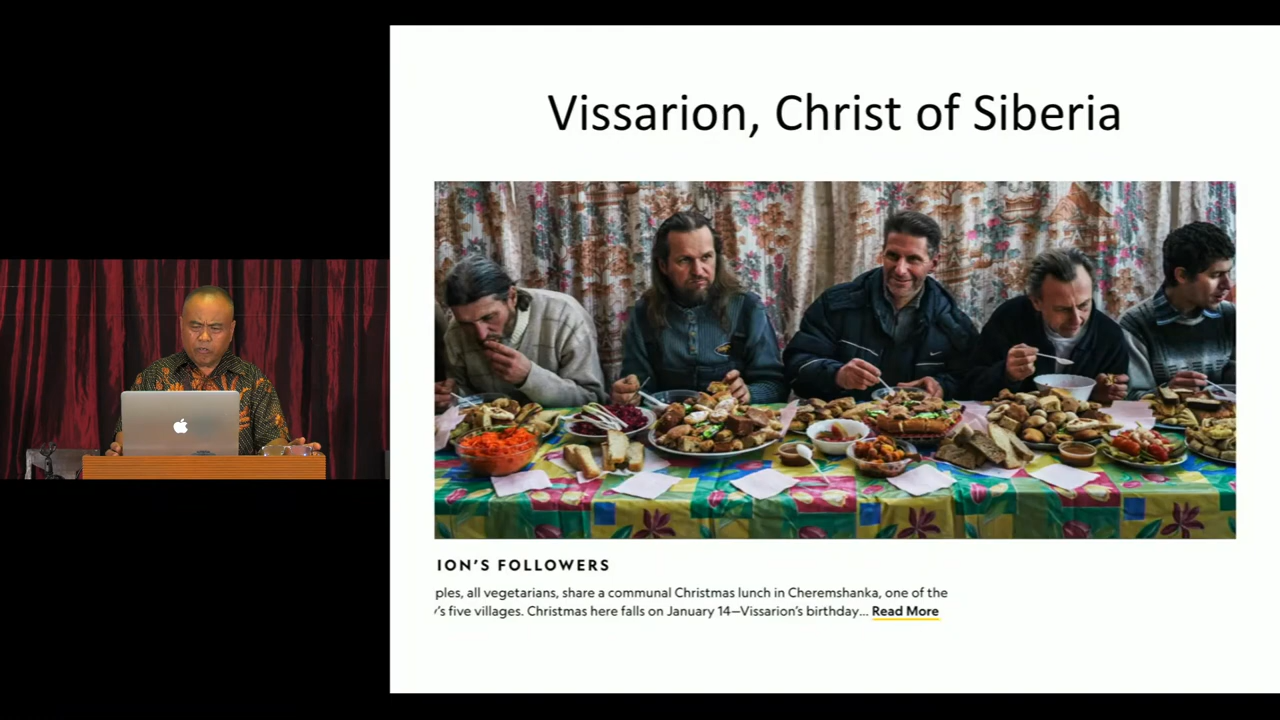 Vissarion, Christ of Siberia
ION'S FOLLOWERS
ples, all vegetarians, share a communal Christmas lunch in Cheremshanka, one of the
's five villages. Christmas here falls on January 14—Vissarion's birthday... Read More